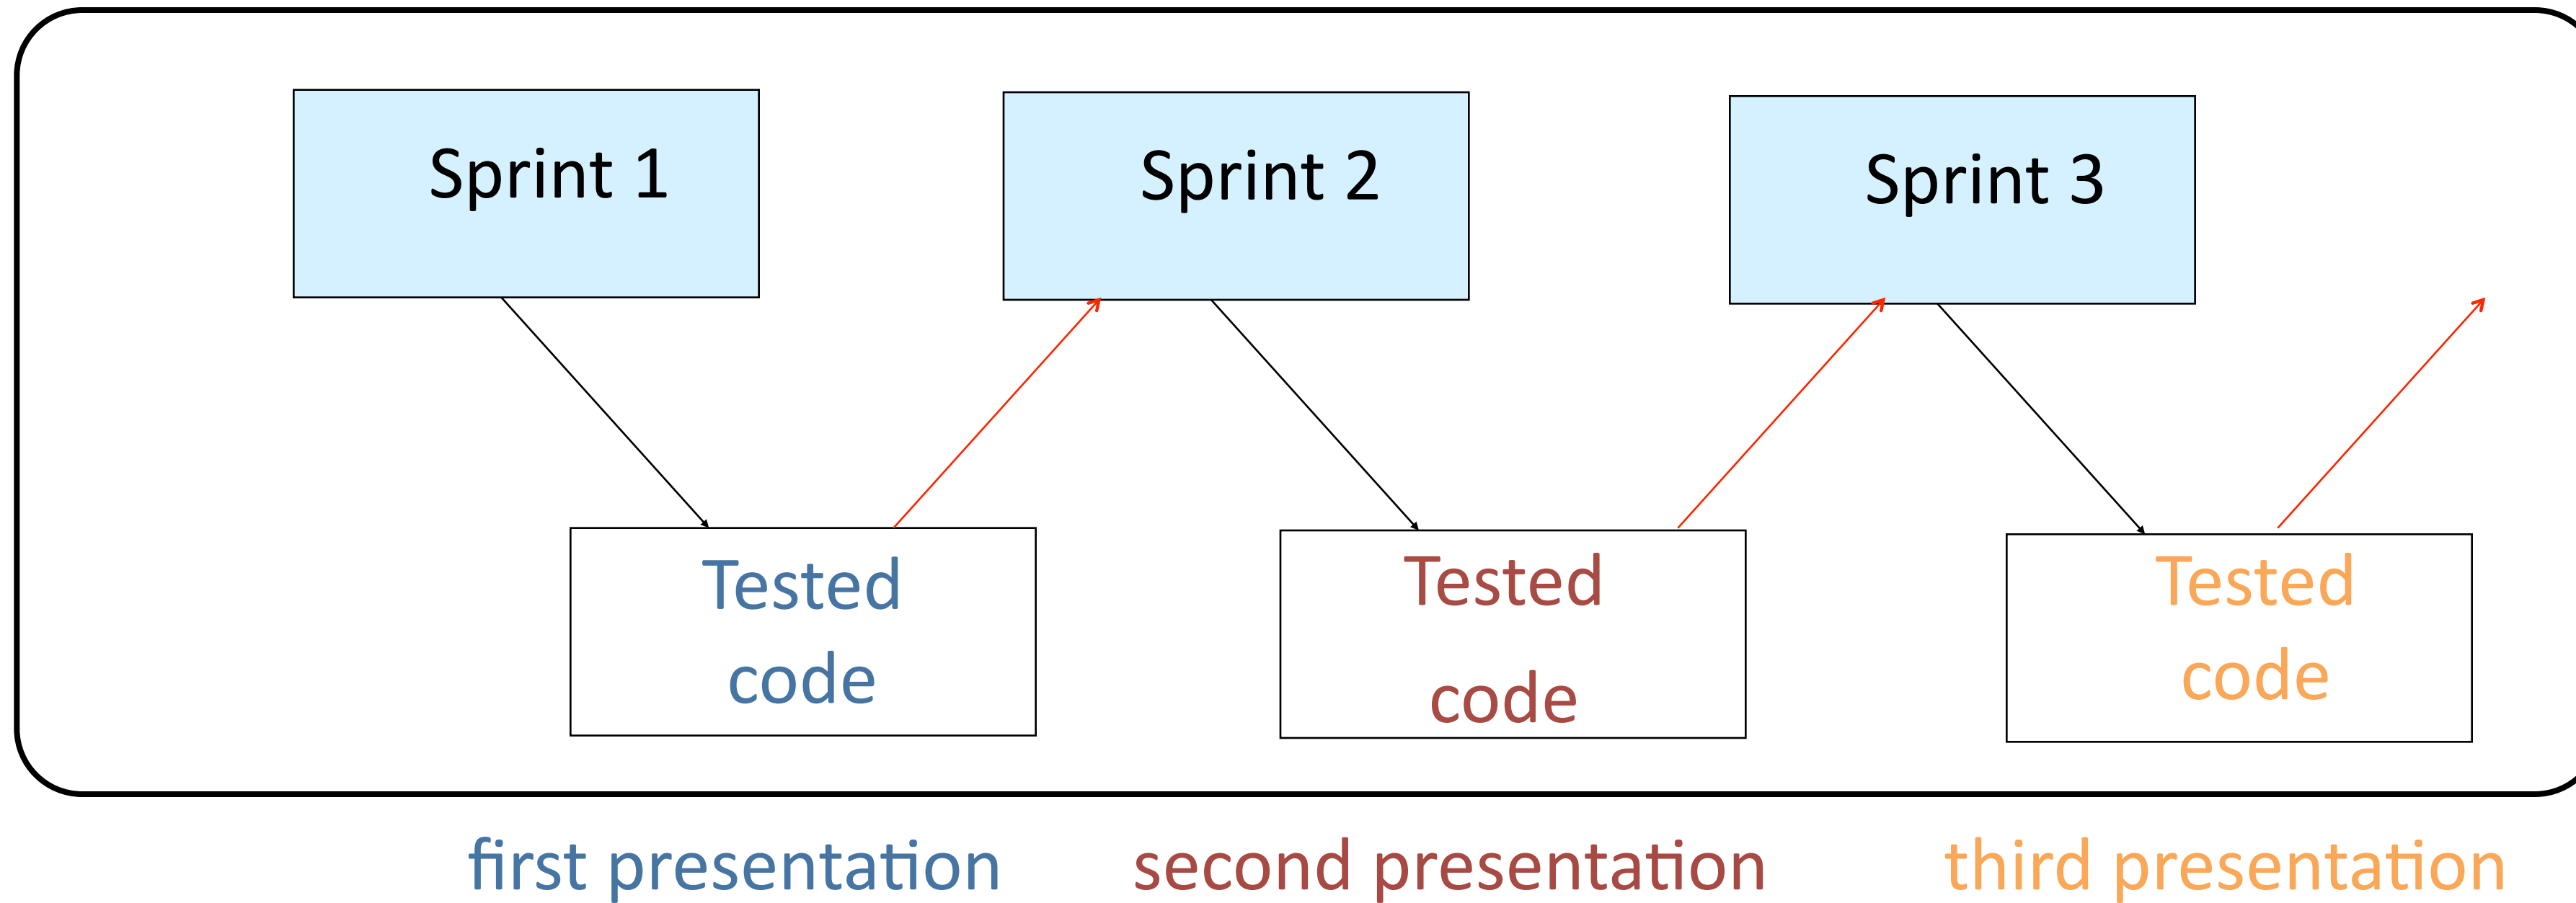 Sprint 1
Sprint 2
Sprint 3
Tested
code
Tested
code
Tested
code
first presentation
second presentation
third presentation